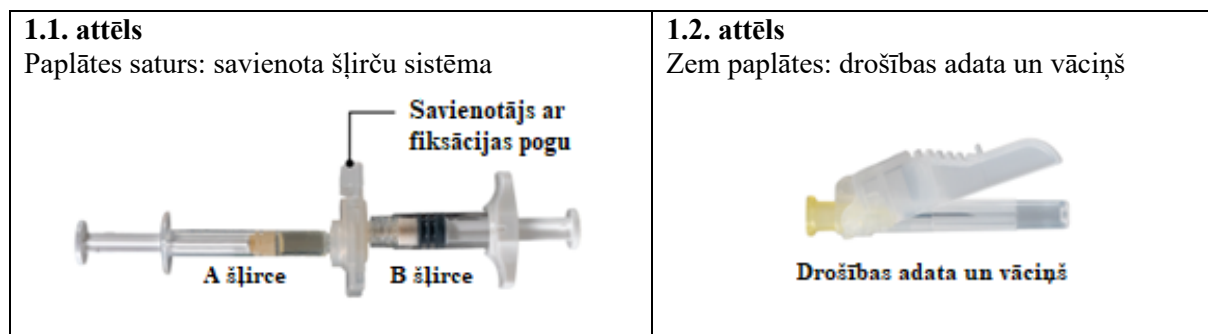 1.1. attēls
Paplātes saturs: savienota šļirču sistēma
Savienotājs ar
fiksācijas pogu
A šļirce
B šļirce
1.2. attēls
Zem paplātes: drošības adata un vāciņš
Drošības adata un vāciņš